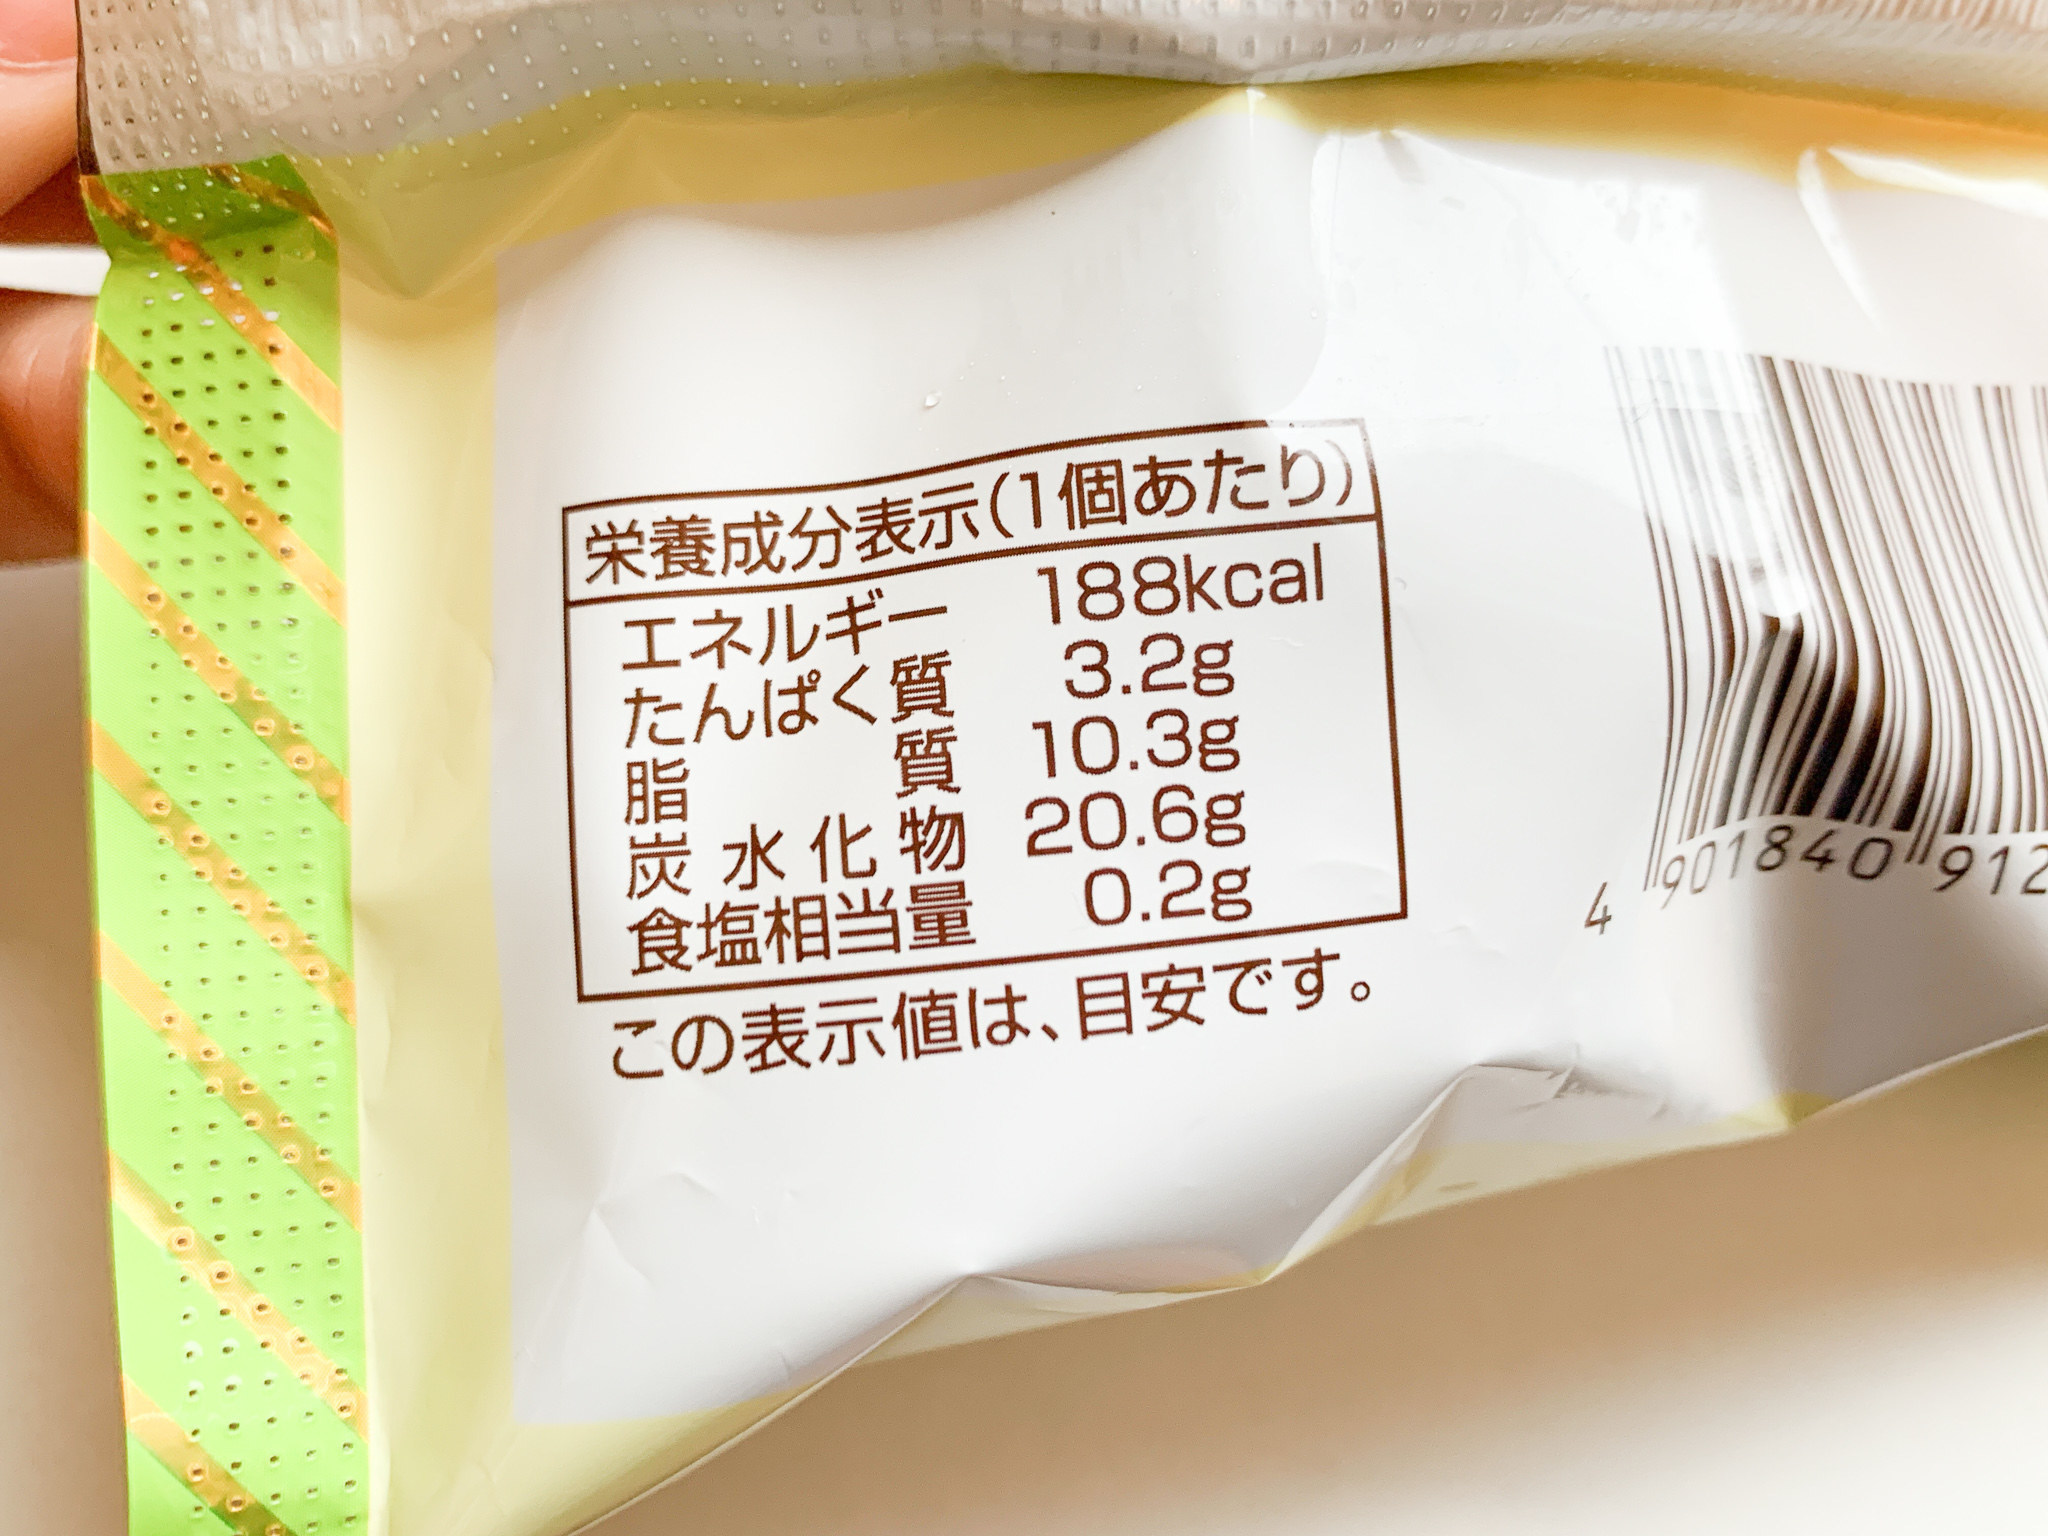 栄養成分表示(1個あたり)
エネルギー 188kcal
たんぱく質 3.2g
脂質 10.3g
炭水化物 20.6g
食塩相当量 0.2g
この表示値は、目安です。
4 901840 912